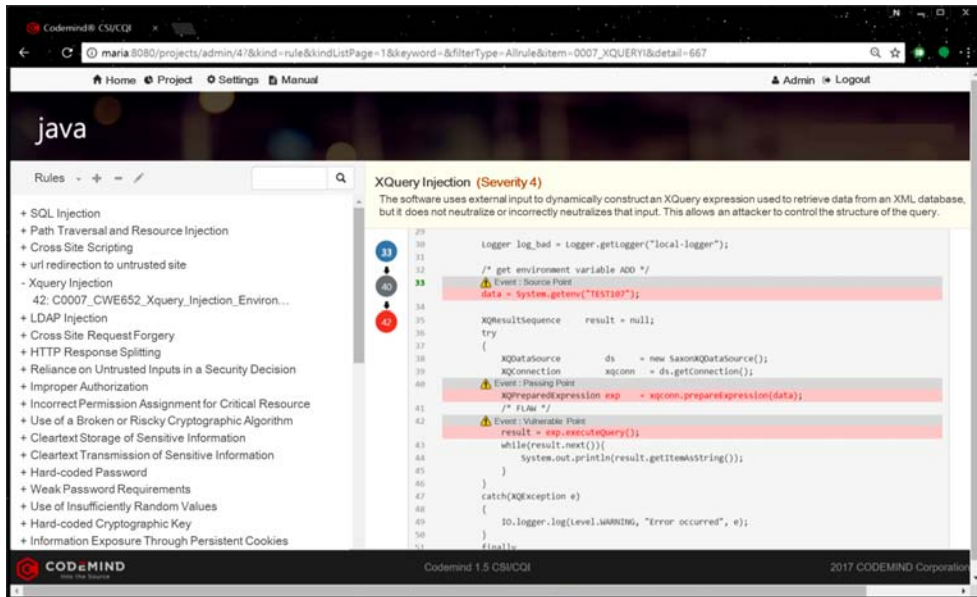 Codemind® CSI/CQI
N
maria:8080/projects/admin/4?&kind=rule&kindListPage=1&keyword=&filterType=Allrule&item=0007_XQUERYI&detail=667
Home Project Settings Manual
Admin Logout
java
Rules
+ SQL Injection
+ Path Traversal and Resource Injection
+ Cross Site Scripting
+ url redirection to untrusted site
- Xquery Injection
42: C0007_CWE652_Xquery_Injection_Environ...
+ LDAP Injection
+ Cross Site Request Forgery
+ HTTP Response Splitting
+ Reliance on Untrusted Inputs in a Security Decision
+ Improper Authorization
+ Incorrect Permission Assignment for Critical Resource
+ Use of a Broken or Risky Cryptographic Algorithm
+ Cleartext Storage of Sensitive Information
+ Cleartext Transmission of Sensitive Information
+ Hard-coded Password
+ Weak Password Requirements
+ Use of Insufficiently Random Values
+ Hard-coded Cryptographic Key
+ Information Exposure Through Persistent Cookies
XQuery Injection (Severity 4)
The software uses external input to dynamically construct an XQuery expression used to retrieve data from an XML database,
but it does not neutralize or incorrectly neutralizes that input. This allows an attacker to control the structure of the query.
33
40
42
29
30 Logger log_bad = Logger.getLogger("local-logger");
31
32 /* get environment variable ADD */
33 Event : Source Point
data = System.getenv("TEST107");
34
35 XQResultSequence result = null;
36 try
37 {
38 XQDataSource ds = new SaxonXQDataSource();
39 XQConnection xqconn = ds.getConnection();
40 Event : Passing Point
XQPreparedExpression exp = xqconn.prepareExpression(data);
41 /* FLAW */
42 Event : Vulnerable Point
result = exp.executeQuery();
43 while(result.next()){
44 System.out.println(result.getItemAsString());
45 }
46 }
47 catch(XQException e)
48 {
49 IO.logger.log(Level.WARNING, "Error occurred", e);
50 }
51 finally
CODEMIND
Into the Source
Codemind 1.5 CSI/CQI
2017 CODEMIND Corporation